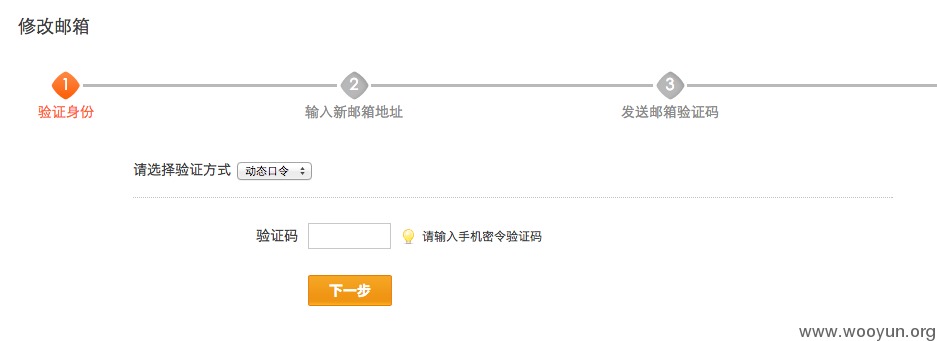 修改邮箱
1 2 3
验证身份 输入新邮箱地址 发送邮箱验证码
请选择验证方式 动态口令
验证码 请输入手机密令验证码
下一步
www.wooyun.org